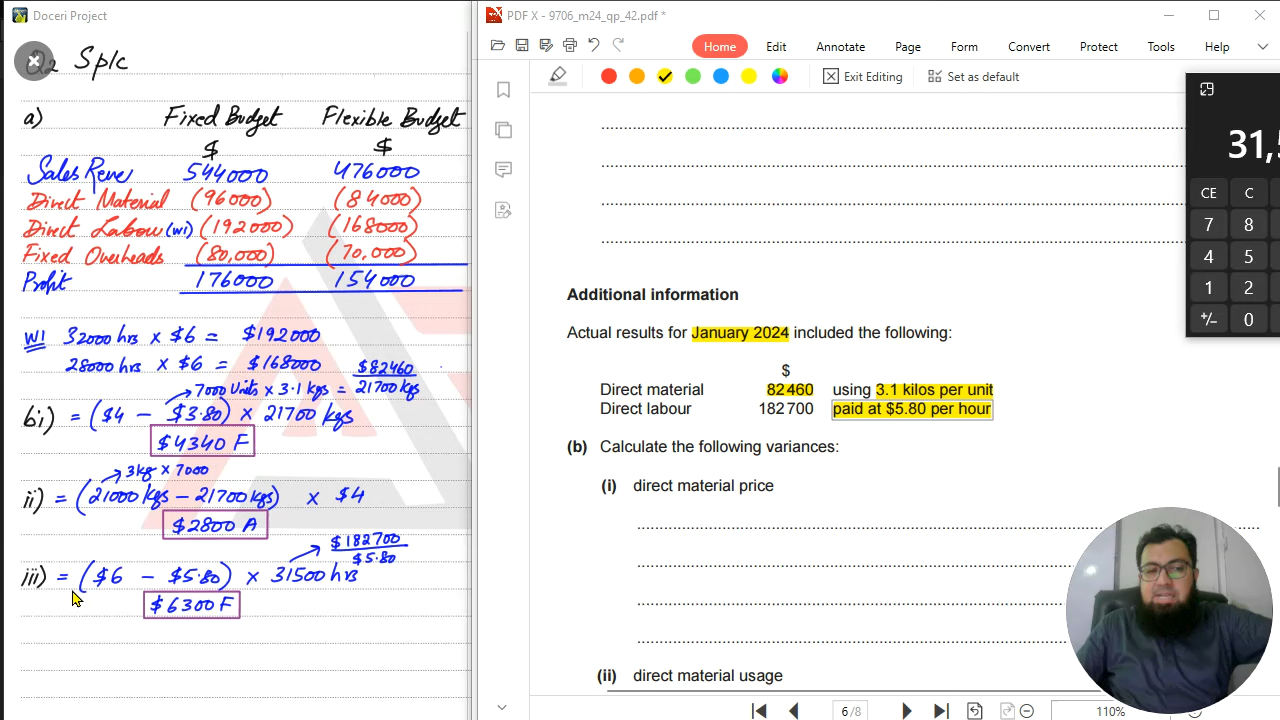 Doceri Project
Q2 Splc
a) Fixed Budget Flexible Budget
$ $
Sales Reve 544000 476000
Direct Material (96000) (84000)
Direct Labour (W1) (192000) (168000)
Fixed Overheads (80,000) (70,000)
Profit 176000 154000
W1 32000 hrs x $6 = $192000
28000 hrs x $6 = $168000
$82460
7000 Units x 3.1 kgs = 21700 kgs
bi) = ($4 - $3.80) x 21700 kgs
$4340 F
3kg x 7000
ii) = (21000 kgs - 21700 kgs) x $4
$2800 A
$182700
$5.80
iii) = ($6 - $5.80) x 31500 hrs
$6300 F
PDF X - 9706_m24_qp_42.pdf *
Home Edit Annotate Page Form Convert Protect Tools Help
Exit Editing Set as default
Additional information
Actual results for January 2024 included the following:
$
Direct material 82 460 using 3.1 kilos per unit
Direct labour 182 700 paid at $5.80 per hour
(b) Calculate the following variances:
(i) direct material price
(ii) direct material usage
6/8 110%
31,5
CE C
7 8
4 5
1 2
+/- 0